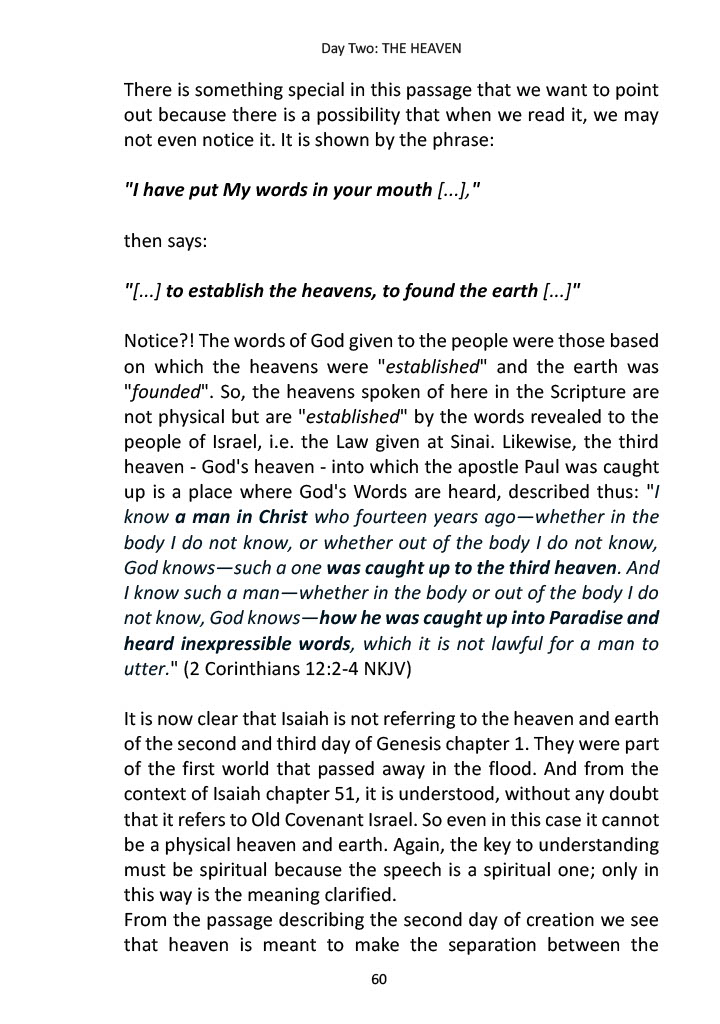 Day Two: THE HEAVEN
There is something special in this passage that we want to point
out because there is a possibility that when we read it, we may
not even notice it. It is shown by the phrase:
"I have put My words in your mouth [...],"
then says:
"[...] to establish the heavens, to found the earth [...]"
Notice?! The words of God given to the people were those based
on which the heavens were "established" and the earth was
"founded". So, the heavens spoken of here in the Scripture are
not physical but are "established" by the words revealed to the
people of Israel, i.e. the Law given at Sinai. Likewise, the third
heaven - God's heaven - into which the apostle Paul was caught
up is a place where God's Words are heard, described thus: "I
know a man in Christ who fourteen years ago—whether in the
body I do not know, or whether out of the body I do not know,
God knows—such a one was caught up to the third heaven. And
I know such a man—whether in the body or out of the body I do
not know, God knows—how he was caught up into Paradise and
heard inexpressible words, which it is not lawful for a man to
utter." (2 Corinthians 12:2-4 NKJV)
It is now clear that Isaiah is not referring to the heaven and earth
of the second and third day of Genesis chapter 1. They were part
of the first world that passed away in the flood. And from the
context of Isaiah chapter 51, it is understood, without any doubt
that it refers to Old Covenant Israel. So even in this case it cannot
be a physical heaven and earth. Again, the key to understanding
must be spiritual because the speech is a spiritual one; only in
this way is the meaning clarified.
From the passage describing the second day of creation we see
that heaven is meant to make the separation between the
60